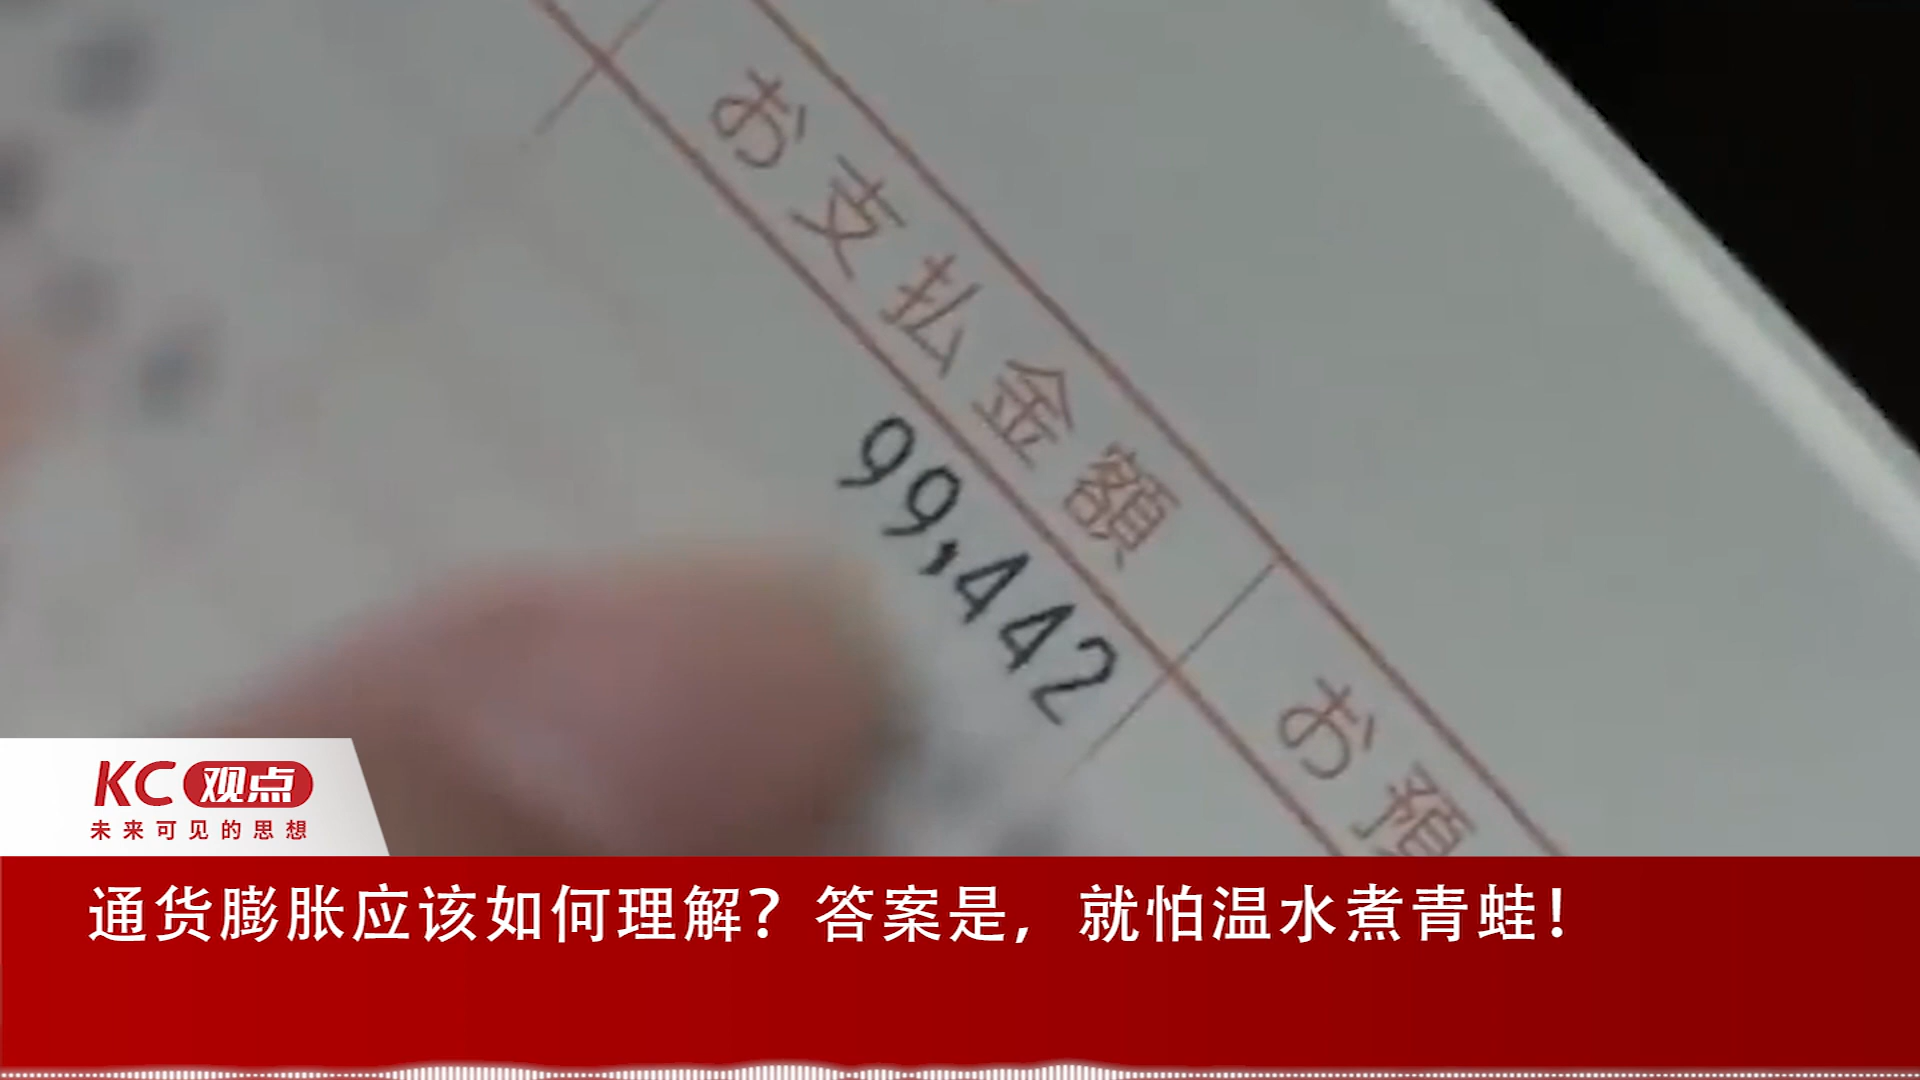 お支払金額
99,442
お預
KC观点
未来可见的思想
通货膨胀应该如何理解？答案是，就怕温水煮青蛙！